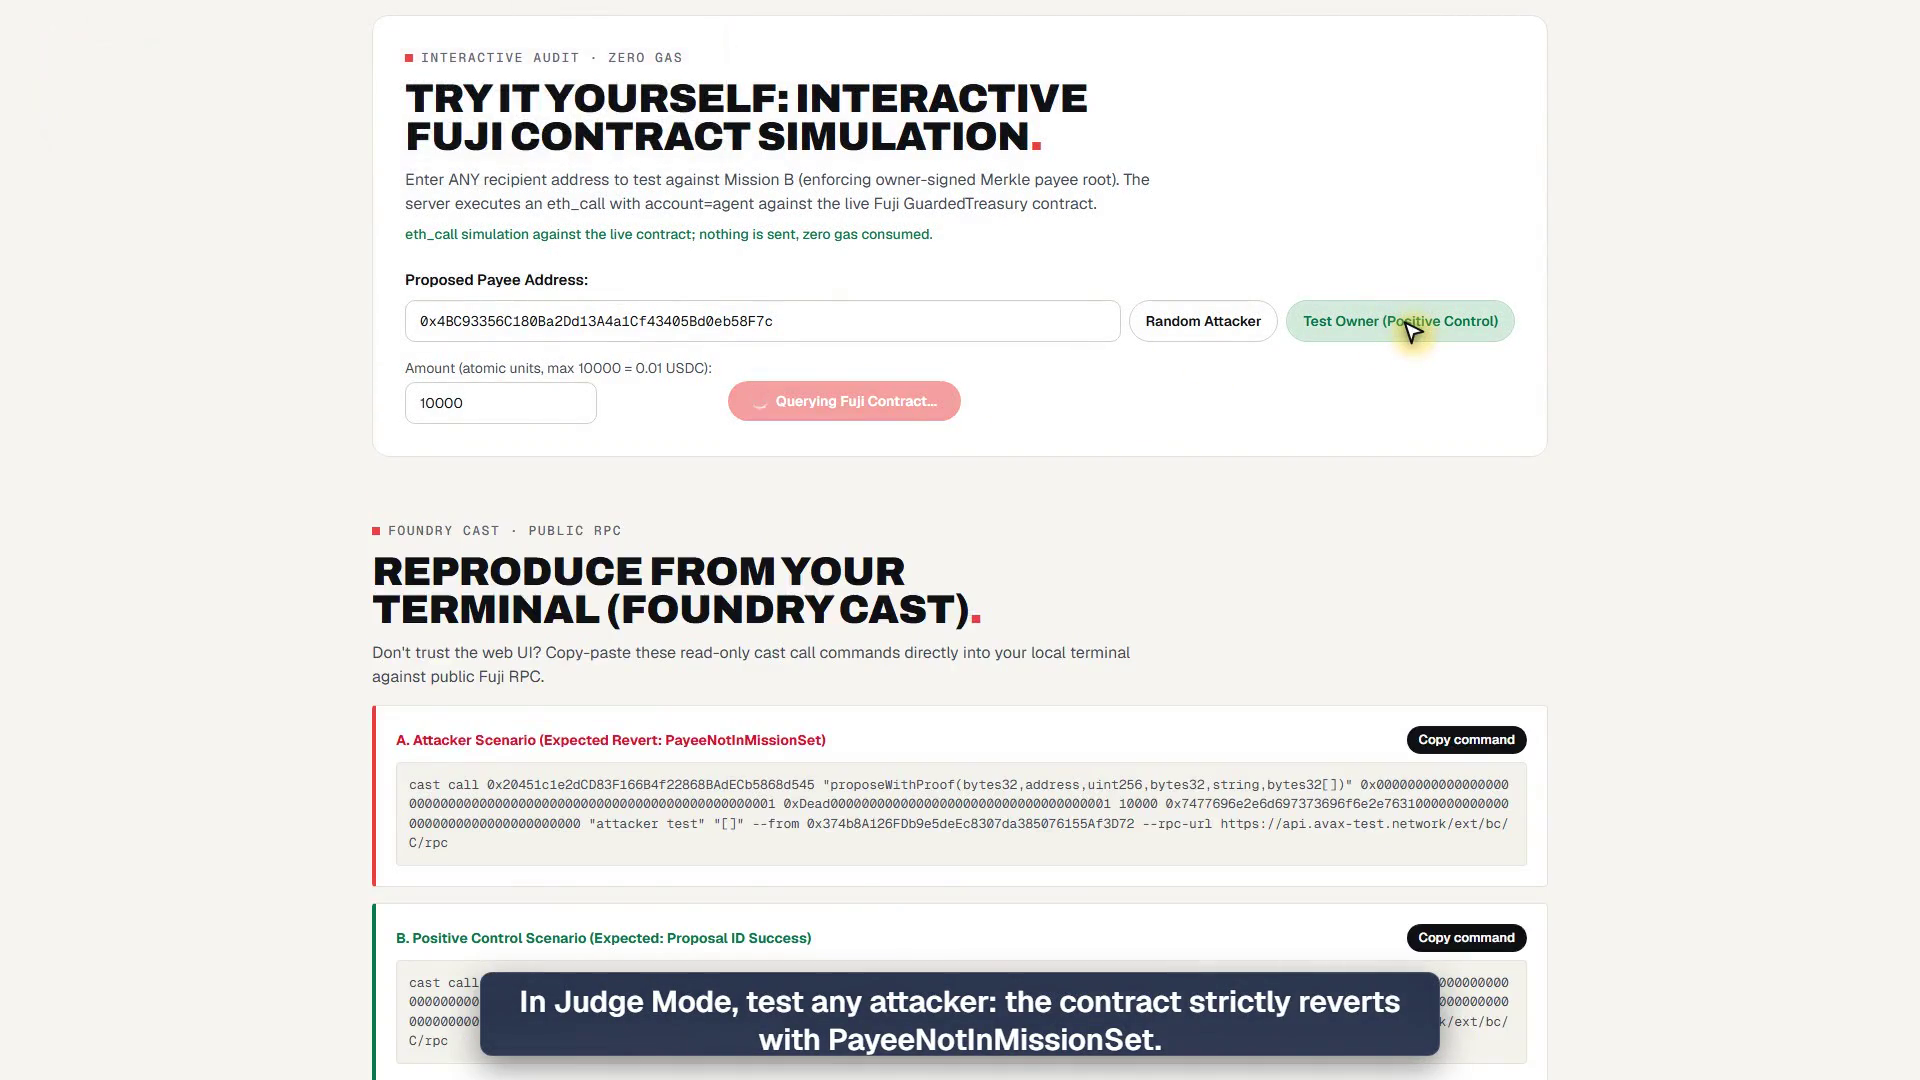 INTERACTIVE AUDIT · ZERO GAS
TRY IT YOURSELF: INTERACTIVE
FUJI CONTRACT SIMULATION.
Enter ANY recipient address to test against Mission B (enforcing owner-signed Merkle payee root). The
server executes an eth_call with account=agent against the live Fuji GuardedTreasury contract.
eth_call simulation against the live contract; nothing is sent, zero gas consumed.
Proposed Payee Address:
0x4BC93356C180Ba2Dd13A4a1Cf43405Bd0eb58F7c
Random Attacker
Test Owner (Positive Control)
Amount (atomic units, max 10000 = 0.01 USDC):
10000
Querying Fuji Contract...
FOUNDRY CAST · PUBLIC RPC
REPRODUCE FROM YOUR
TERMINAL (FOUNDRY CAST).
Don't trust the web UI? Copy-paste these read-only cast call commands directly into your local terminal
against public Fuji RPC.
A. Attacker Scenario (Expected Revert: PayeeNotInMissionSet)
Copy command
cast call 0x20451c1e2dCD83F166B4f22868BAdECb5868d545 "proposeWithProof(bytes32,address,uint256,bytes32,string,bytes32[])" 0x00000000000000000
00000000000000000000000000000000000000000000001 0xDead000000000000000000000000000000000001 10000 0x7477696e2e6d697373696f6e2e7631000000000000
0000000000000000000000 "attacker test" "[]" --from 0x374b8A126FDb9e5deEc8307da385076155Af3D72 --rpc-url https://api.avax-test.network/ext/bc/
C/rpc
B. Positive Control Scenario (Expected: Proposal ID Success)
Copy command
cast call
C/rpc
In Judge Mode, test any attacker: the contract strictly reverts
with PayeeNotInMissionSet.